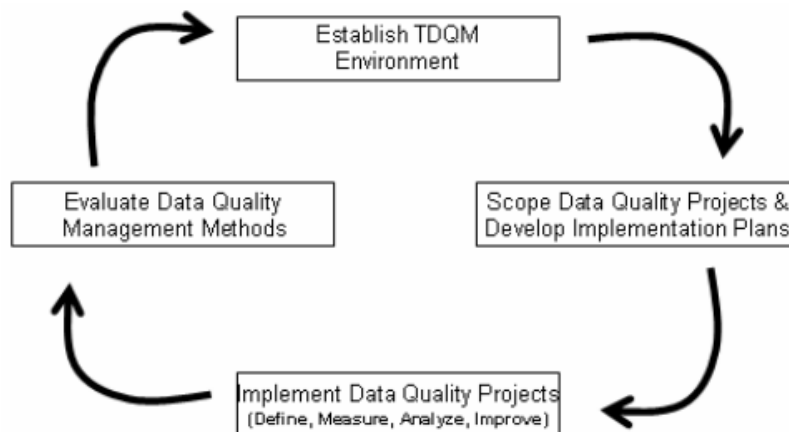 Establish TDQM
Environment
Evaluate Data Quality
Management Methods
Scope Data Quality Projects &
Develop Implementation Plans
Implement Data Quality Projects
(Define, Measure, Analyze, Improve)